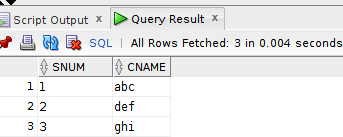 Script Output × Query Result ×
SQL | All Rows Fetched: 3 in 0.004 seconds
SNUM CNAME
1 1 abc
2 2 def
3 3 ghi